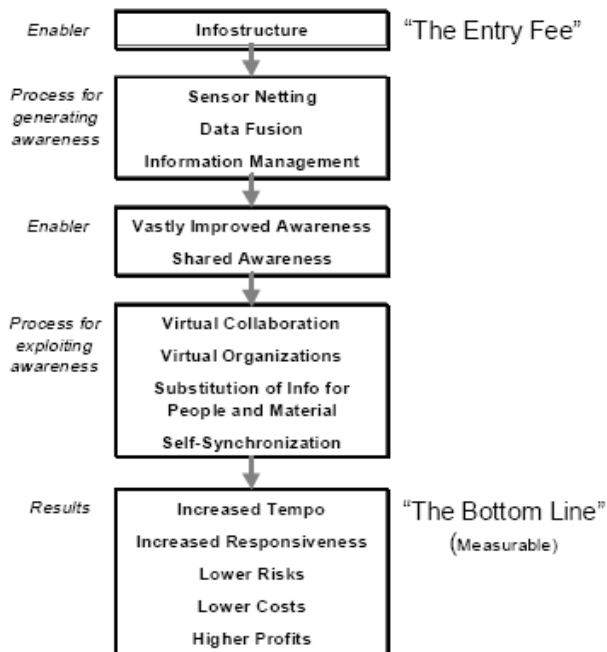 Enabler
Infostructure
“The Entry Fee”
Process for
generating
awareness
Sensor Netting
Data Fusion
Information Management
Enabler
Vastly Improved Awareness
Shared Awareness
Process for
exploiting
awareness
Virtual Collaboration
Virtual Organizations
Substitution of Info for
People and Material
Self-Synchronization
Results
Increased Tempo
Increased Responsiveness
Lower Risks
Lower Costs
Higher Profits
“The Bottom Line”
(Measurable)